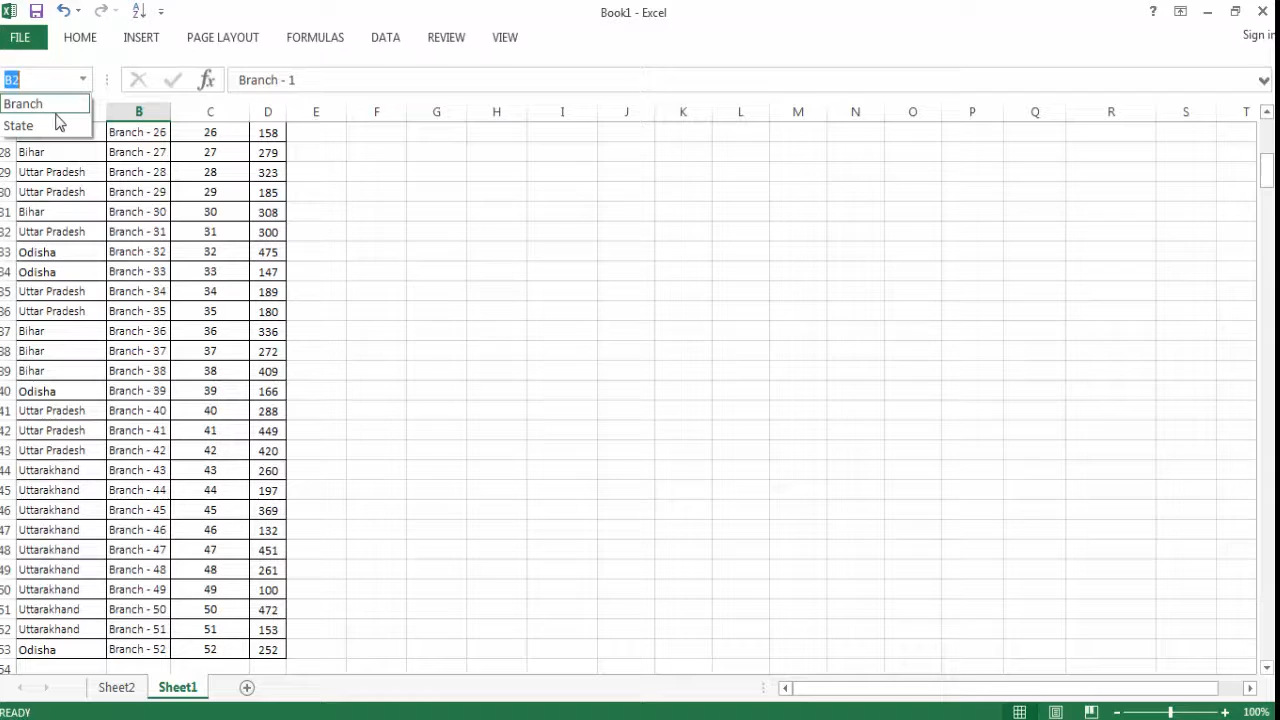 Book1 - Excel
?
FILE HOME INSERT PAGE LAYOUT FORMULAS DATA REVIEW VIEW Sign in
B2 fx Branch - 1
Branch
State
B C D E F G H I J K L M N O P Q R S T
Branch - 26 26 158
28 Bihar Branch - 27 27 279
29 Uttar Pradesh Branch - 28 28 323
30 Uttar Pradesh Branch - 29 29 185
31 Bihar Branch - 30 30 308
32 Uttar Pradesh Branch - 31 31 300
33 Odisha Branch - 32 32 475
34 Odisha Branch - 33 33 147
35 Uttar Pradesh Branch - 34 34 189
36 Uttar Pradesh Branch - 35 35 180
37 Bihar Branch - 36 36 336
38 Bihar Branch - 37 37 272
39 Bihar Branch - 38 38 409
40 Odisha Branch - 39 39 166
41 Uttar Pradesh Branch - 40 40 288
42 Uttar Pradesh Branch - 41 41 449
43 Uttar Pradesh Branch - 42 42 420
44 Uttarakhand Branch - 43 43 260
45 Uttarakhand Branch - 44 44 197
46 Uttarakhand Branch - 45 45 369
47 Uttarakhand Branch - 46 46 132
48 Uttarakhand Branch - 47 47 451
49 Uttarakhand Branch - 48 48 261
50 Uttarakhand Branch - 49 49 100
51 Uttarakhand Branch - 50 50 472
52 Uttarakhand Branch - 51 51 153
53 Odisha Branch - 52 52 252
54
Sheet2 Sheet1
READY 100%